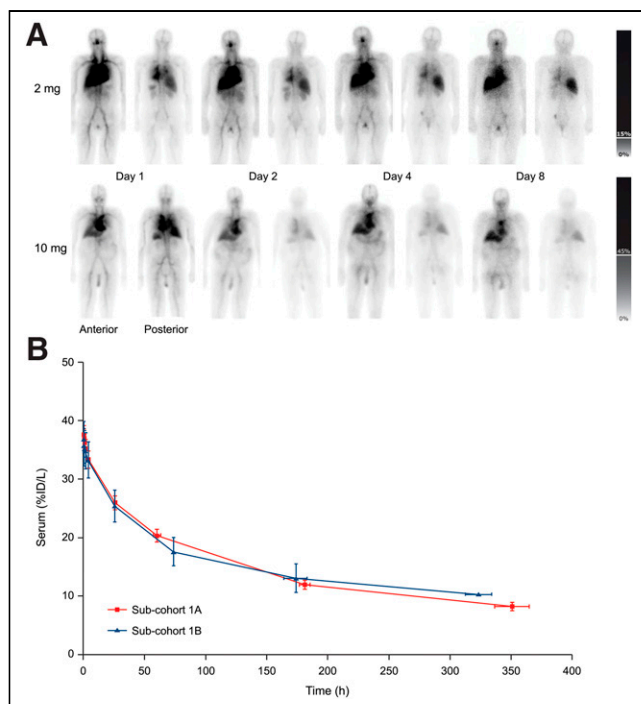 A
2 mg
15%
0%
Day 1 Day 2 Day 4 Day 8
10 mg
45%
0%
Anterior Posterior
B
50
40
30
20
10
0
Serum (%ID/L)
Sub-cohort 1A
Sub-cohort 1B
0 50 100 150 200 250 300 350 400
Time (h)